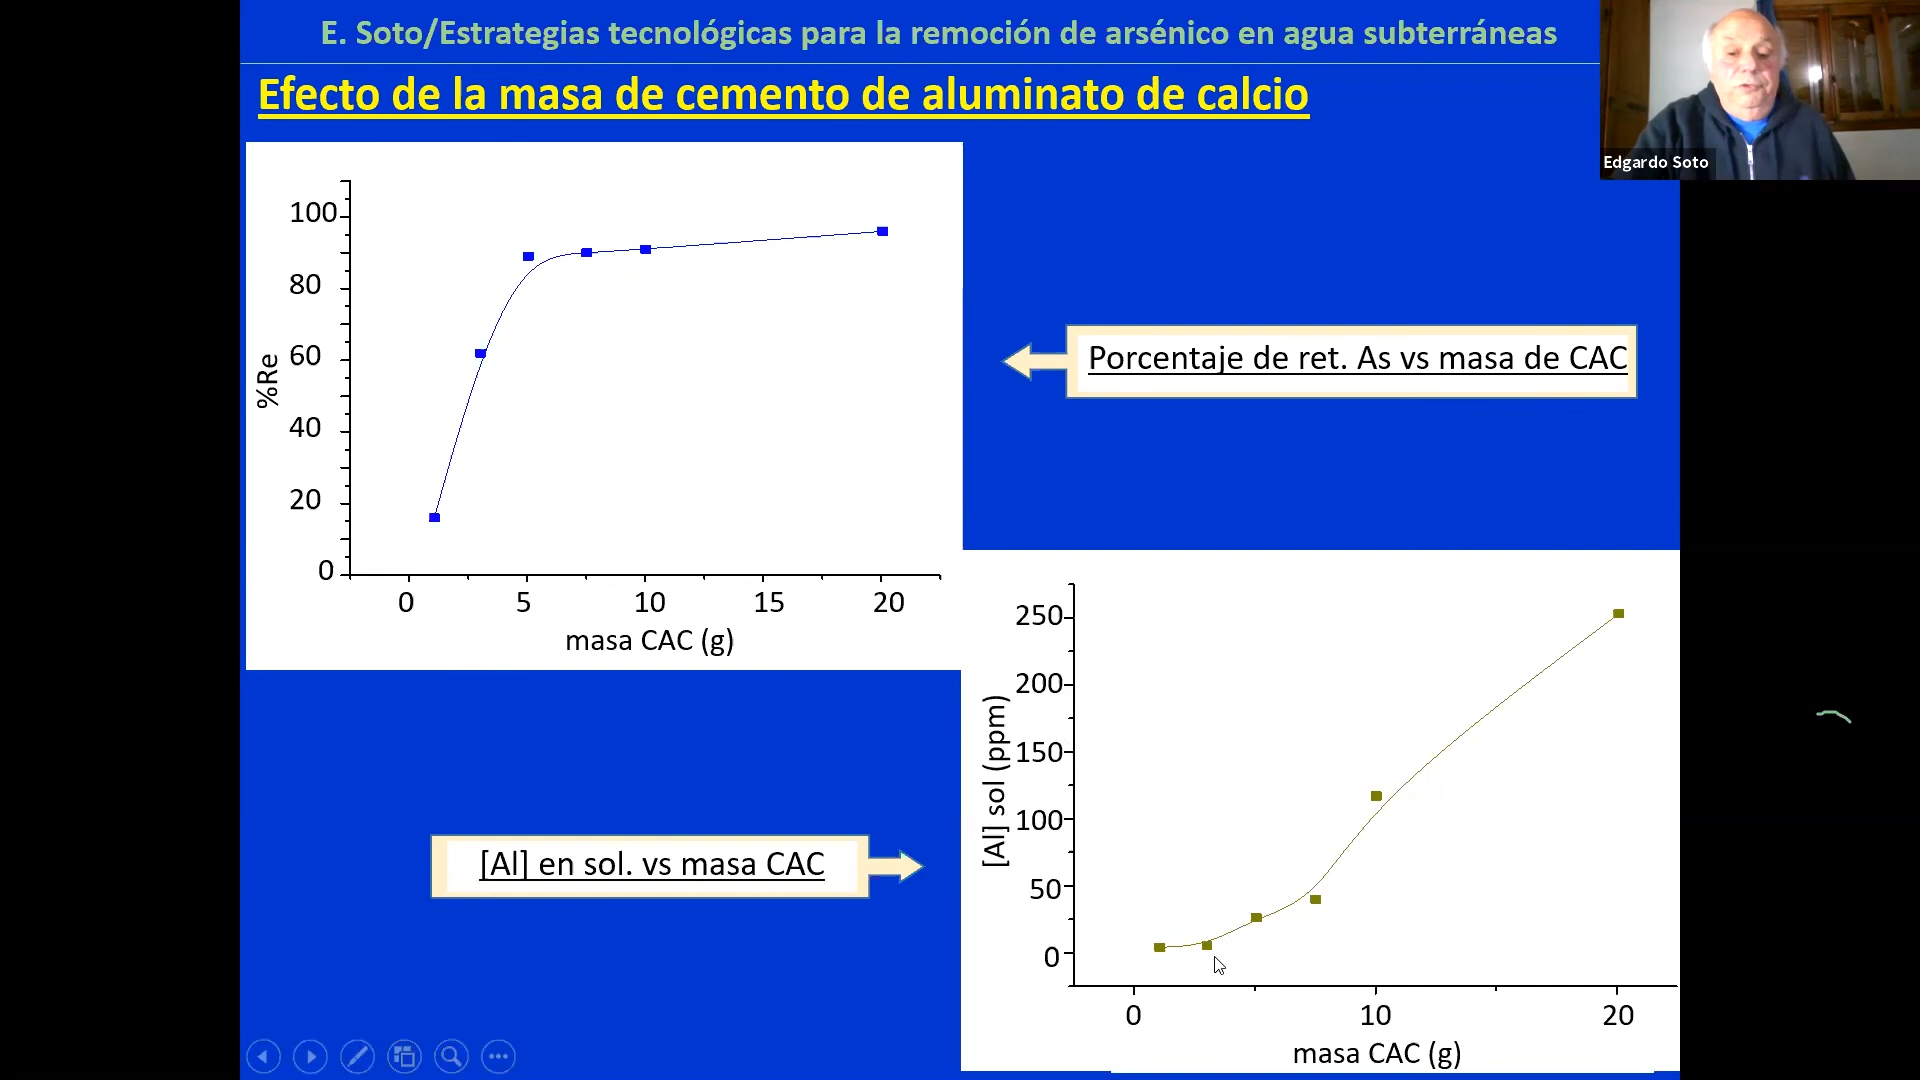 E. Soto/Estrategias tecnológicas para la remoción de arsénico en agua subterráneas
Efecto de la masa de cemento de aluminato de calcio
Edgardo Soto
100
80
60
40
20
0
%Re
0 5 10 15 20
masa CAC (g)
Porcentaje de ret. As vs masa de CAC
[Al] en sol. vs masa CAC
250
200
150
100
50
0
[Al] sol (ppm)
0 10 20
masa CAC (g)